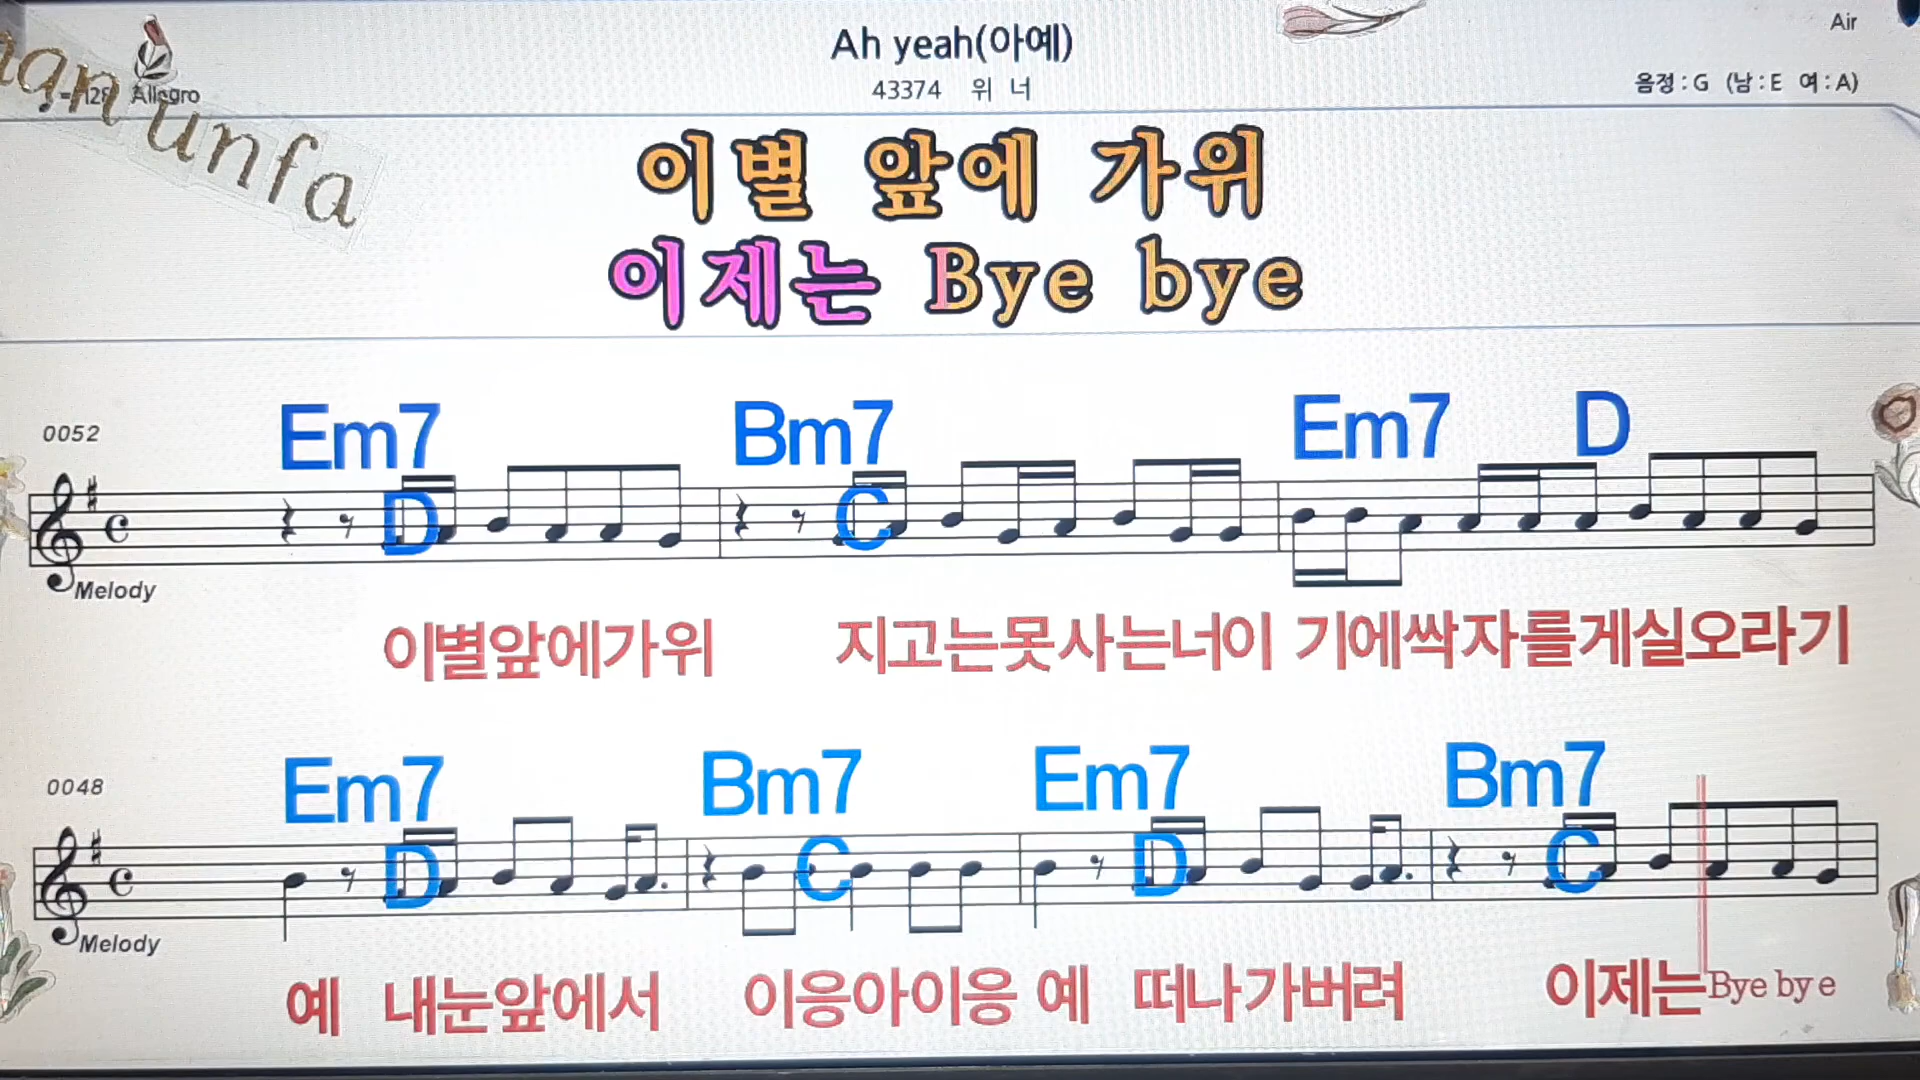 Ah yeah(아예)
Air
43374 위 너
음정 : G (남 : E 여 : A)
Allegro
unfa
이별 앞에 가위
이제는 Bye bye
0052
Em7 Bm7 Em7 D
D C
Melody
이별앞에가위 지고는못사는너이 기에싹자를게실오라기
0048
Em7 Bm7 Em7 Bm7
D C D C
Melody
예 내눈앞에서 이응아이응 예 떠나가버려 이제는Bye bye